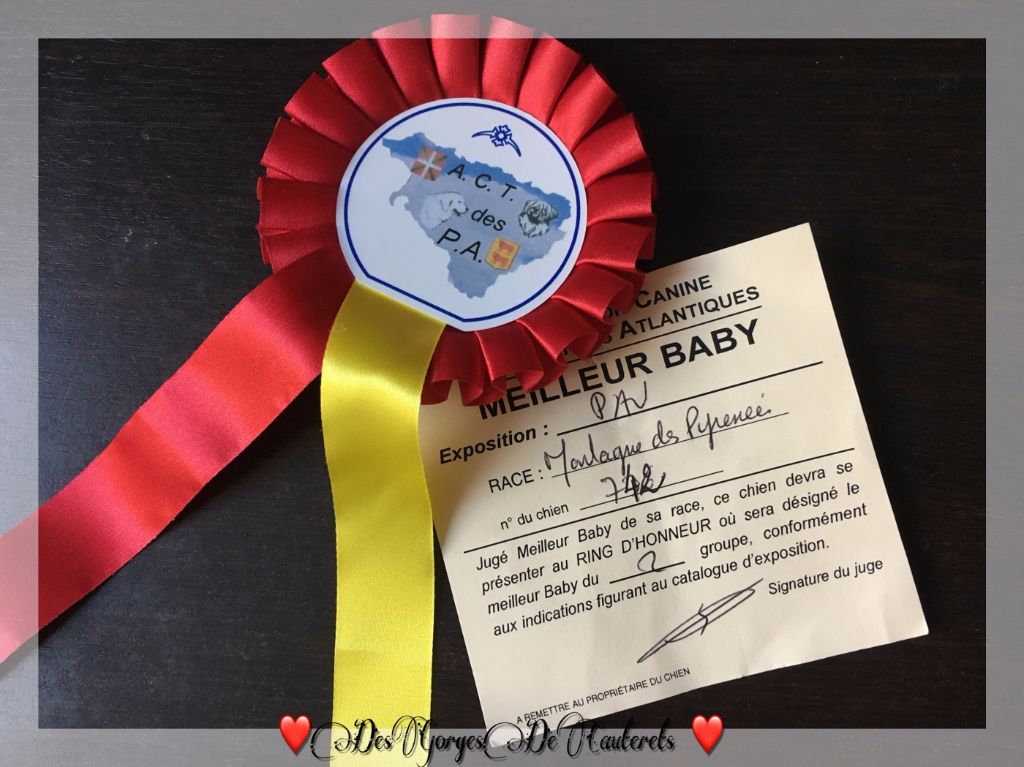 A. C. T.
des
P.A.
CANINE
ATLANTIQUES
MEILLEUR BABY
Exposition : PAU
RACE : Montagne des Pyrenées
n° du chien 742
Jugé Meilleur Baby de sa race, ce chien devra se
présenter au RING D'HONNEUR où sera désigné le
meilleur Baby du 2 groupe, conformément
aux indications figurant au catalogue d'exposition.
Signature du juge
A REMETTRE AU PROPRIÉTAIRE DU CHIEN
Des Gorges De Cauterets